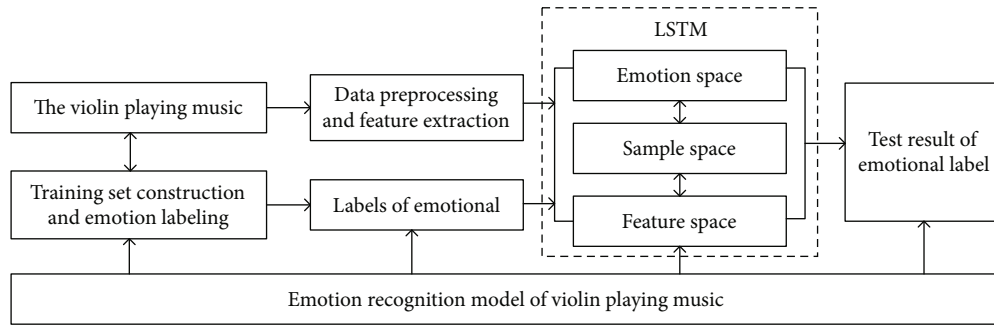 LSTM
The violin playing music
Data preprocessing
and feature extraction
Emotion space
Sample space
Feature space
Test result of
emotional label
Training set construction
and emotion labeling
Labels of emotional
Emotion recognition model of violin playing music